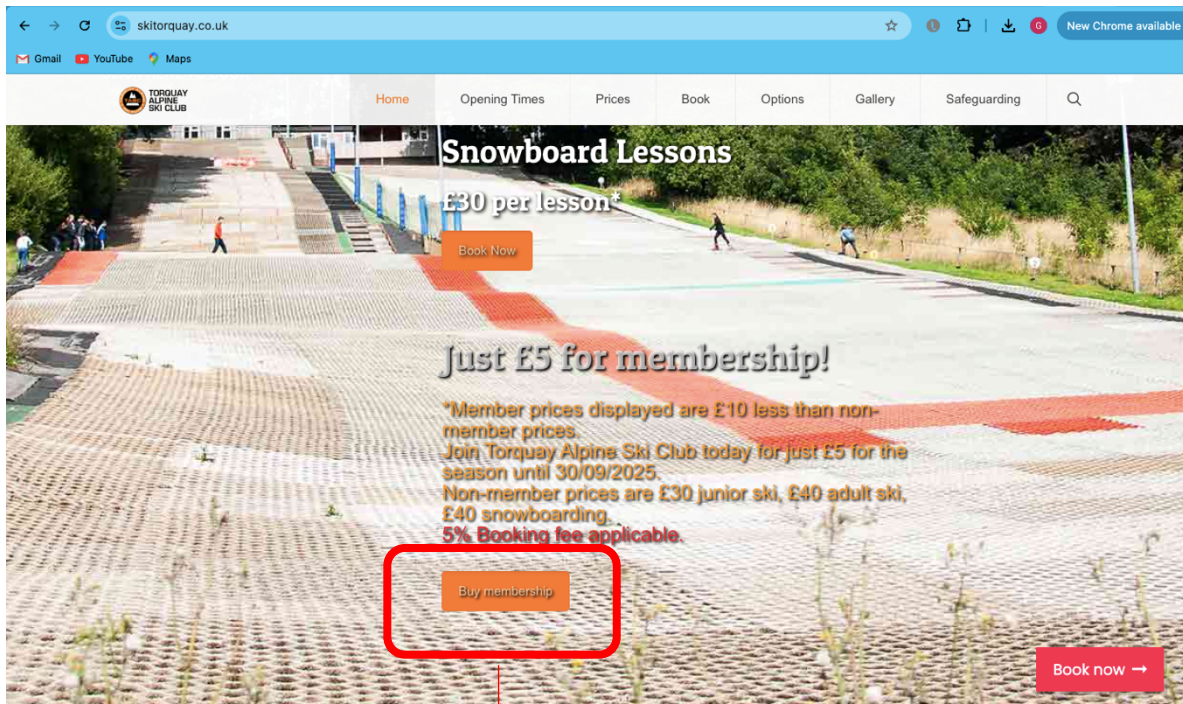 skitorquay.co.uk
G
New Chrome available
Gmail YouTube Maps
TORQUAY
ALPINE
SKI CLUB
Home Opening Times Prices Book Options Gallery Safeguarding
Snowboard Lessons
£30 per lesson*
Book Now
Just £5 for membership!
*Member prices displayed are £10 less than non-
member prices.
Join Torquay Alpine Ski Club today for just £5 for the
season until 30/09/2025.
Non-member prices are £30 junior ski, £40 adult ski,
£40 snowboarding.
5% Booking fee applicable.
Buy membership
Book now →